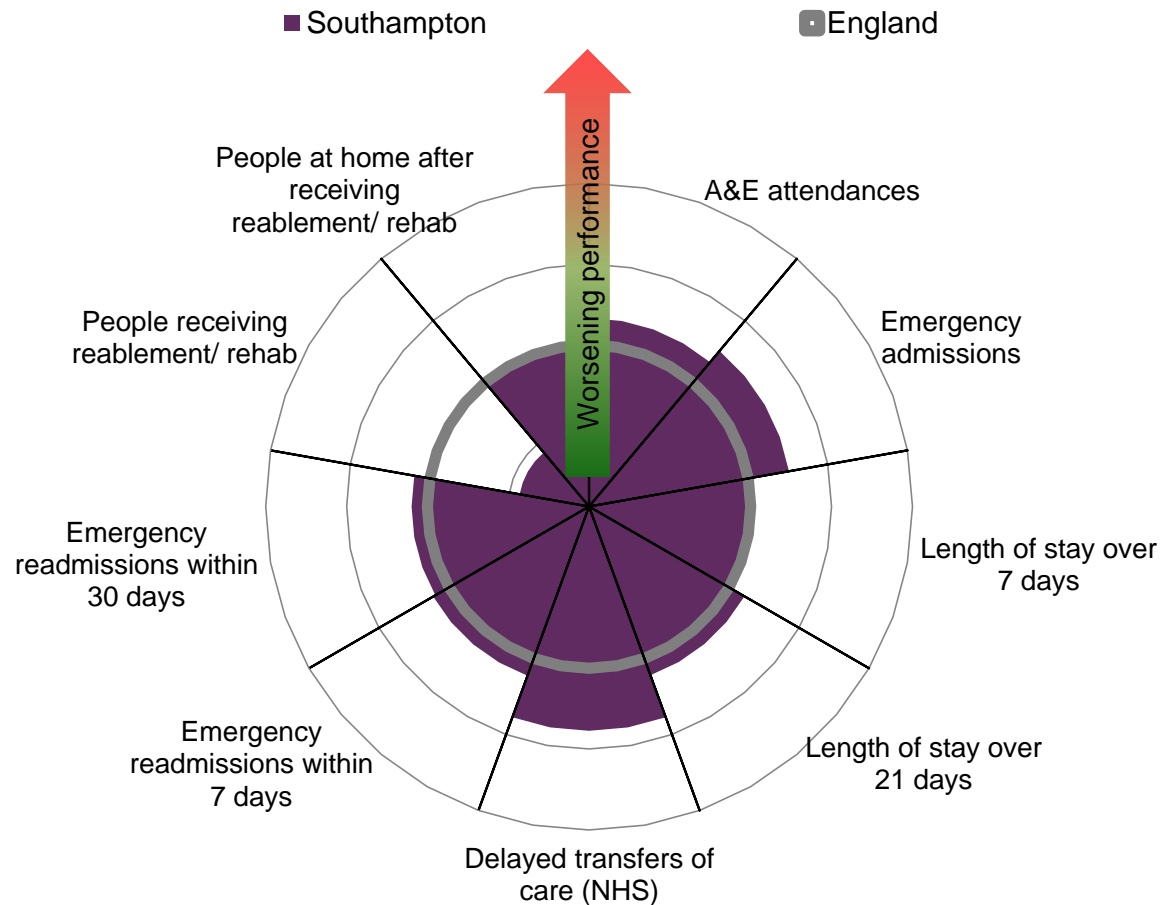 Southampton
England
Worsening performance
People at home after
receiving
reablement/ rehab
A&E attendances
People receiving
reablement/ rehab
Emergency
admissions
Emergency
readmissions within
30 days
Length of stay over
7 days
Emergency
readmissions within
7 days
Length of stay over
21 days
Delayed transfers of
care (NHS)